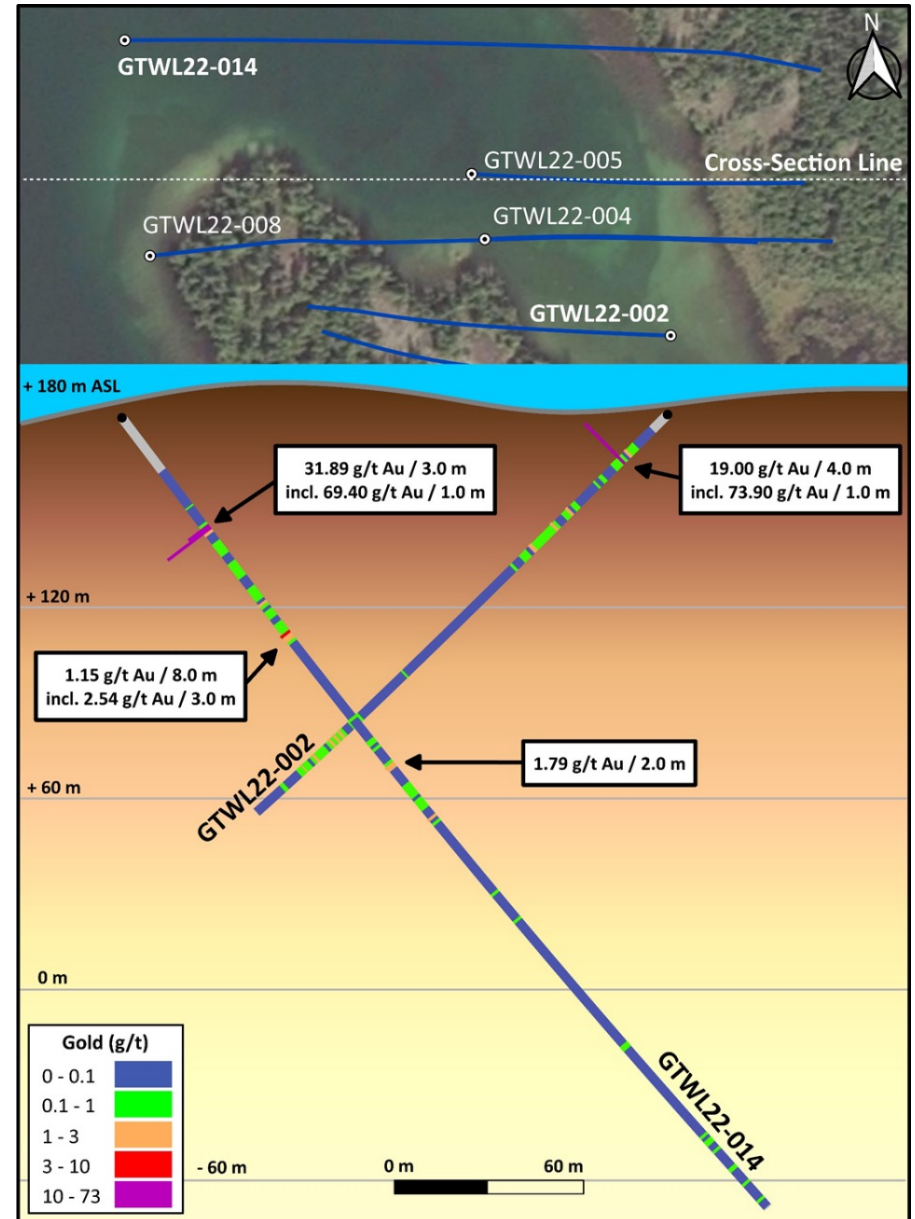 N
GTWL22-014
GTWL22-005
Cross-Section Line
GTWL22-004
GTWL22-008
GTWL22-002
+ 180 m ASL
31.89 g/t Au / 3.0 m
incl. 69.40 g/t Au / 1.0 m
19.00 g/t Au / 4.0 m
incl. 73.90 g/t Au / 1.0 m
+ 120 m
1.15 g/t Au / 8.0 m
incl. 2.54 g/t Au / 3.0 m
GTWL22-002
1.79 g/t Au / 2.0 m
+ 60 m
0 m
Gold (g/t)
0 - 0.1
0.1 - 1
1 - 3
3 - 10
10 - 73
GTWL22-014
- 60 m
0 m
60 m